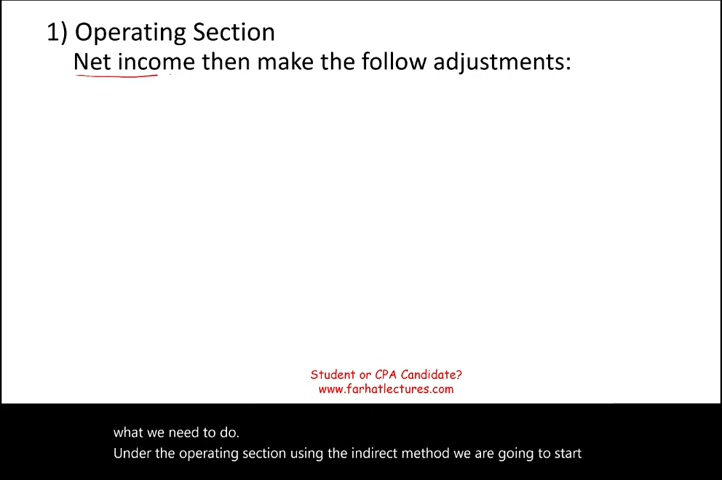 1) Operating Section
Net income then make the follow adjustments:
Student or CPA Candidate?
www.farhatlectures.com
what we need to do.
Under the operating section using the indirect method we are going to start